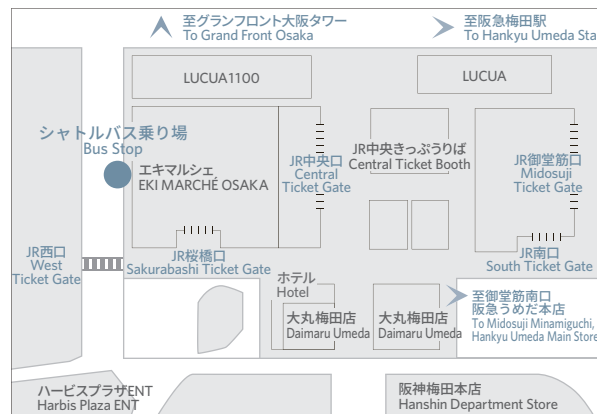 至グランフロント大阪タワー
To Grand Front Osaka
至阪急梅田駅
To Hankyu Umeda Sta
LUCUA1100
LUCUA
シャトルバス乗り場
Bus Stop
エキマルシェ
EKI MARCHÉ OSAKA
JR中央口
Central
Ticket Gate
JR中央きっぷうりば
Central Ticket Booth
JR御堂筋口
Midosuji
Ticket Gate
JR西口
West
Ticket Gate
JR桜橋口
Sakurabashi Ticket Gate
JR南口
South Ticket Gate
ホテル
Hotel
大丸梅田店
Daimaru Umeda
大丸梅田店
Daimaru Umeda
至御堂筋南口
阪急うめだ本店
To Midosuji Minamiguchi,
Hankyu Umeda Main Store
ハービスプラザENT
Harbis Plaza ENT
阪神梅田本店
Hanshin Department Store